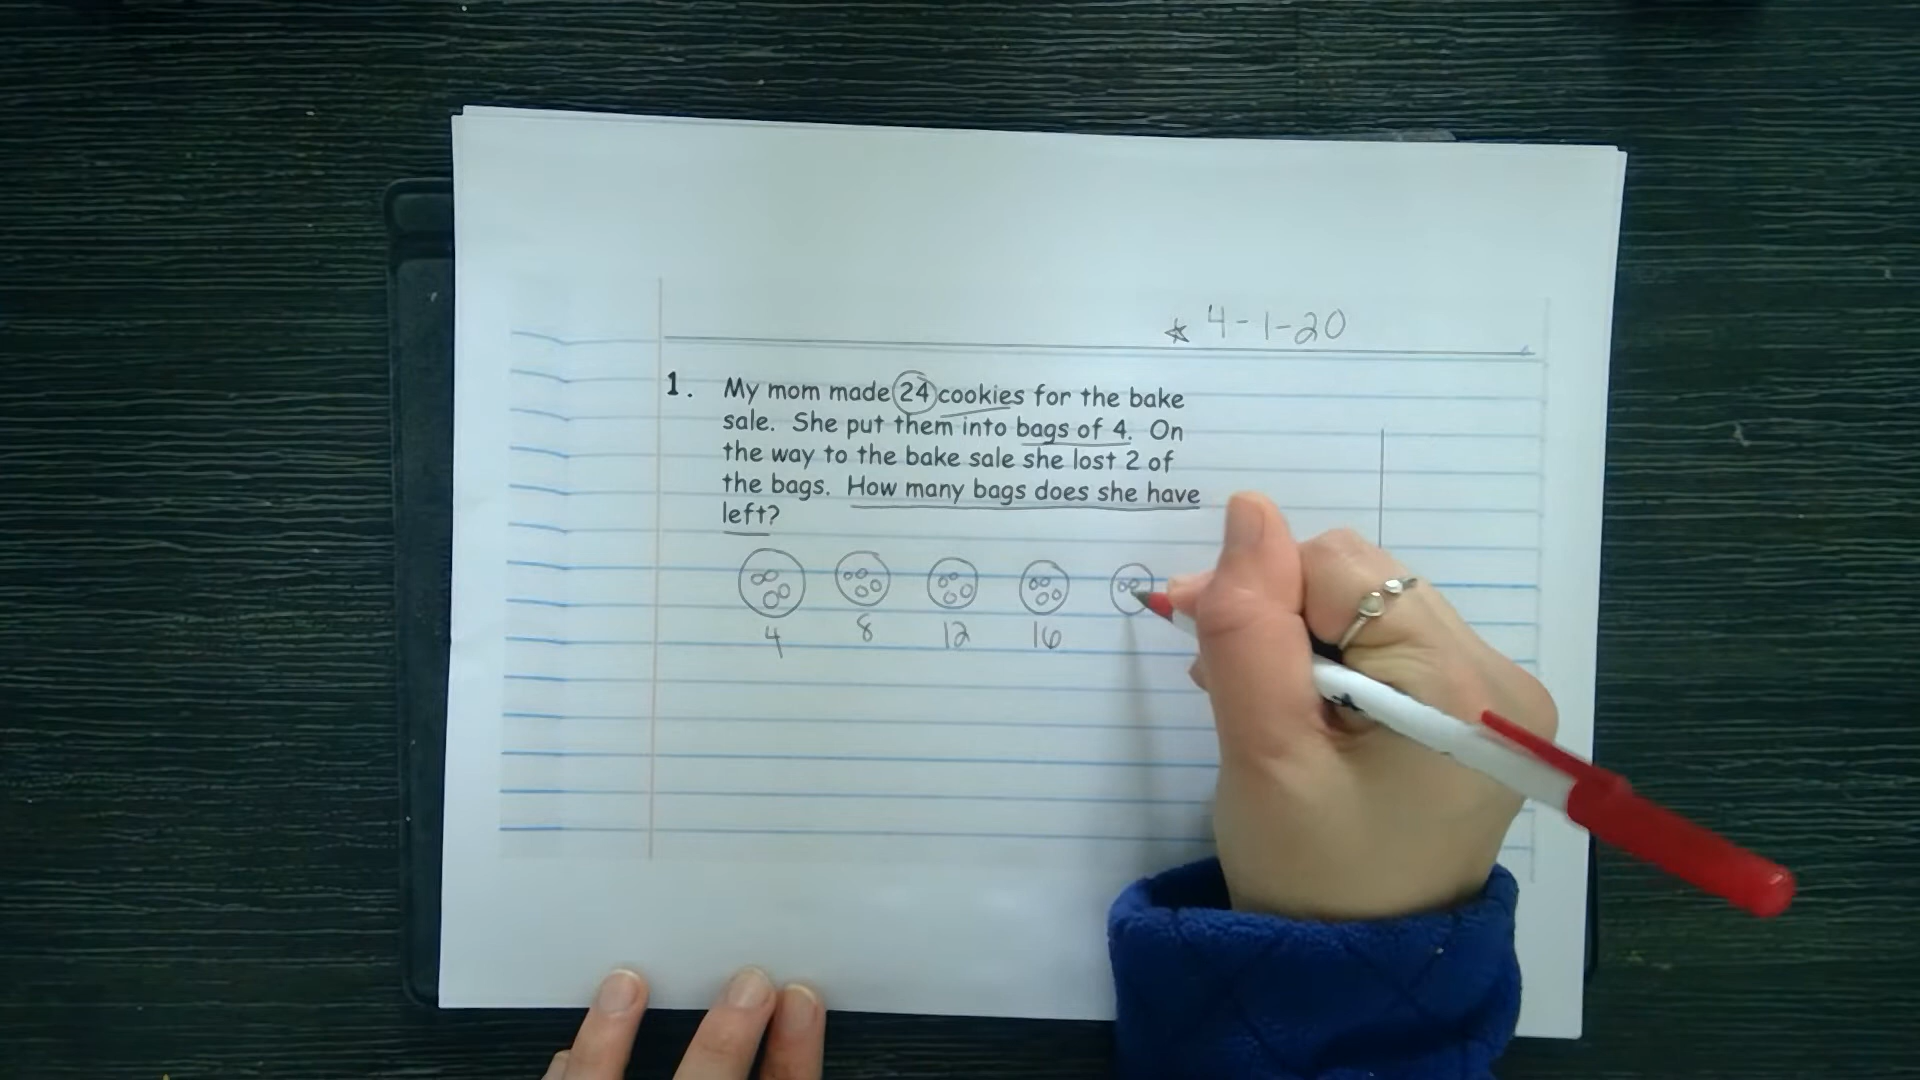 ☆ 4-1-20
1. My mom made 24 cookies for the bake
sale. She put them into bags of 4. On
the way to the bake sale she lost 2 of
the bags. How many bags does she have
left?
4 8 12 16